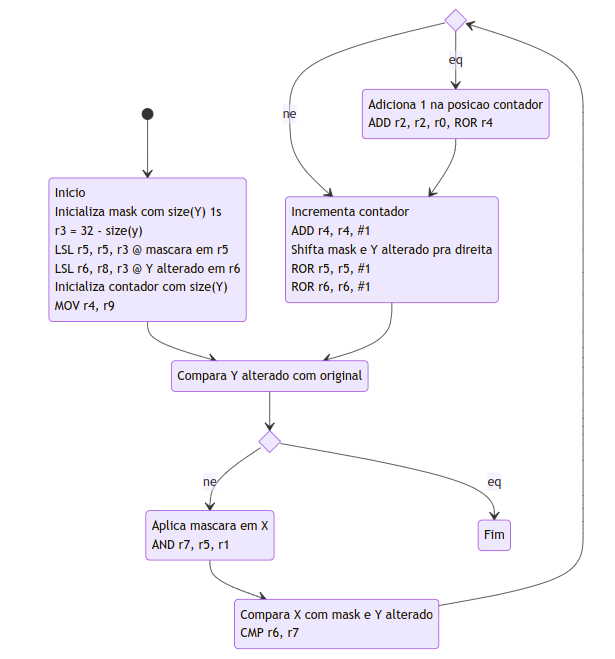 eq
Adiciona 1 na posicao contador
ADD r2, r2, r0, ROR r4
ne
Inicio
Inicializa mask com size(Y) 1s
r3 = 32 - size(y)
LSL r5, r5, r3 @ mascara em r5
LSL r6, r8, r3 @ Y alterado em r6
Inicializa contador com size(Y)
MOV r4, r9
Incrementa contador
ADD r4, r4, #1
Shifta mask e Y alterado pra direita
ROR r5, r5, #1
ROR r6, r6, #1
Compara Y alterado com original
ne
eq
Aplica mascara em X
AND r7, r5, r1
Fim
Compara X com mask e Y alterado
CMP r6, r7